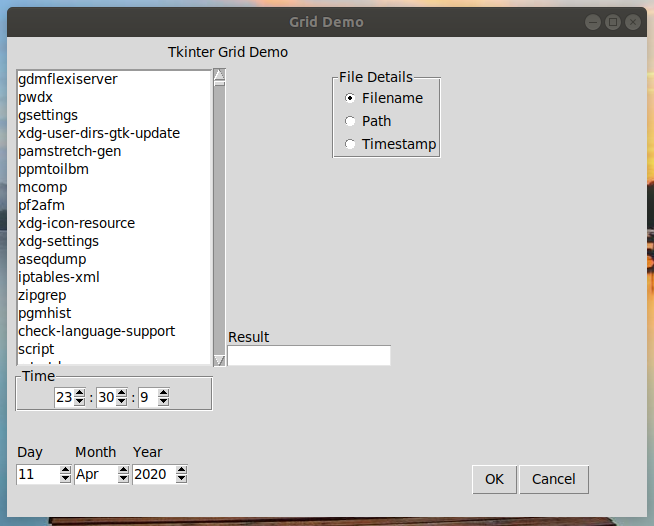 Grid Demo
Tkinter Grid Demo
gdmflexiserver
pwdx
gsettings
xdg-user-dirs-gtk-update
pamstretch-gen
ppmtoilbm
mcomp
pf2afm
xdg-icon-resource
xdg-settings
aseqdump
iptables-xml
zipgrep
pgmhist
check-language-support
script
File Details
Filename
Path
Timestamp
Result
Time
23 : 30 : 9
Day Month Year
11 Apr 2020
OK Cancel